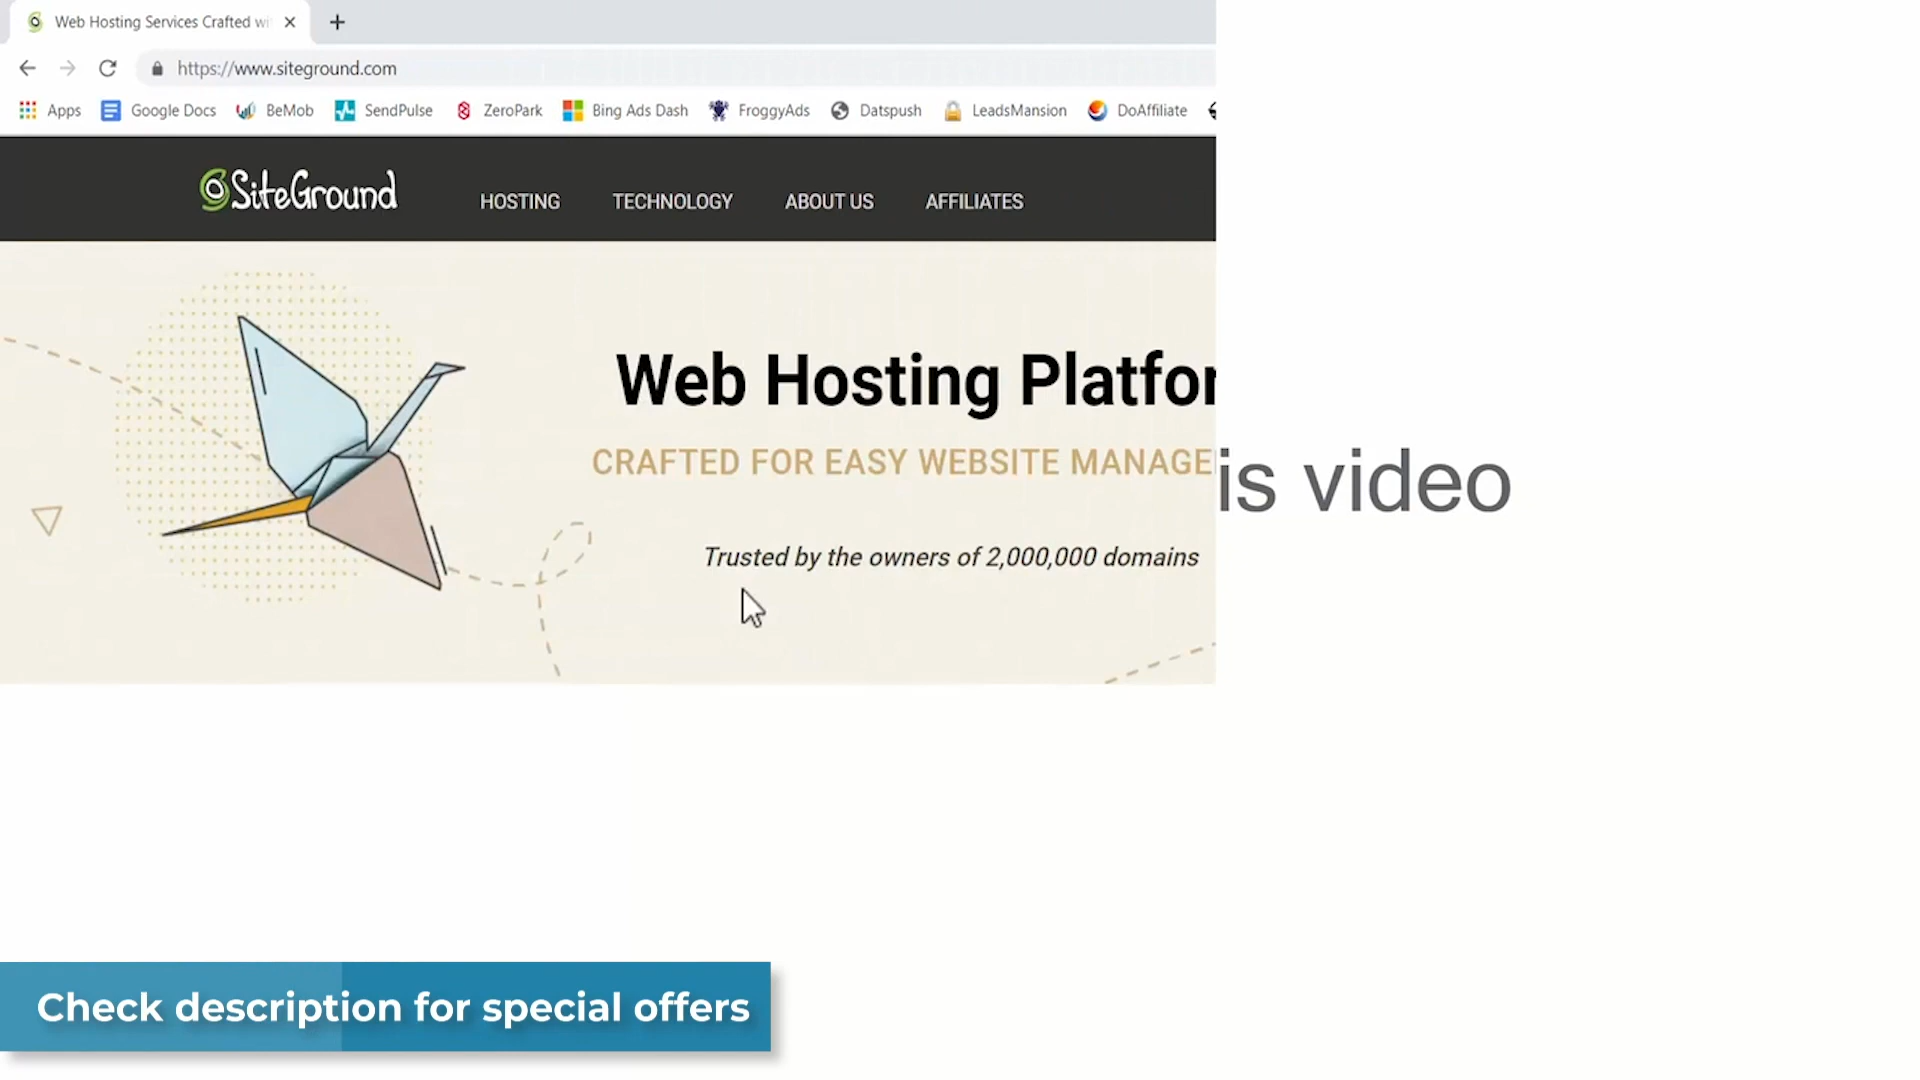 Web Hosting Services Crafted wi
https://www.siteground.com
Apps Google Docs BeMob SendPulse ZeroPark Bing Ads Dash FroggyAds Datspush LeadsMansion DoAffiliate
SiteGround HOSTING TECHNOLOGY ABOUT US AFFILIATES
Web Hosting Platfor
CRAFTED FOR EASY WEBSITE MANAGE
is video
Trusted by the owners of 2,000,000 domains
Check description for special offers